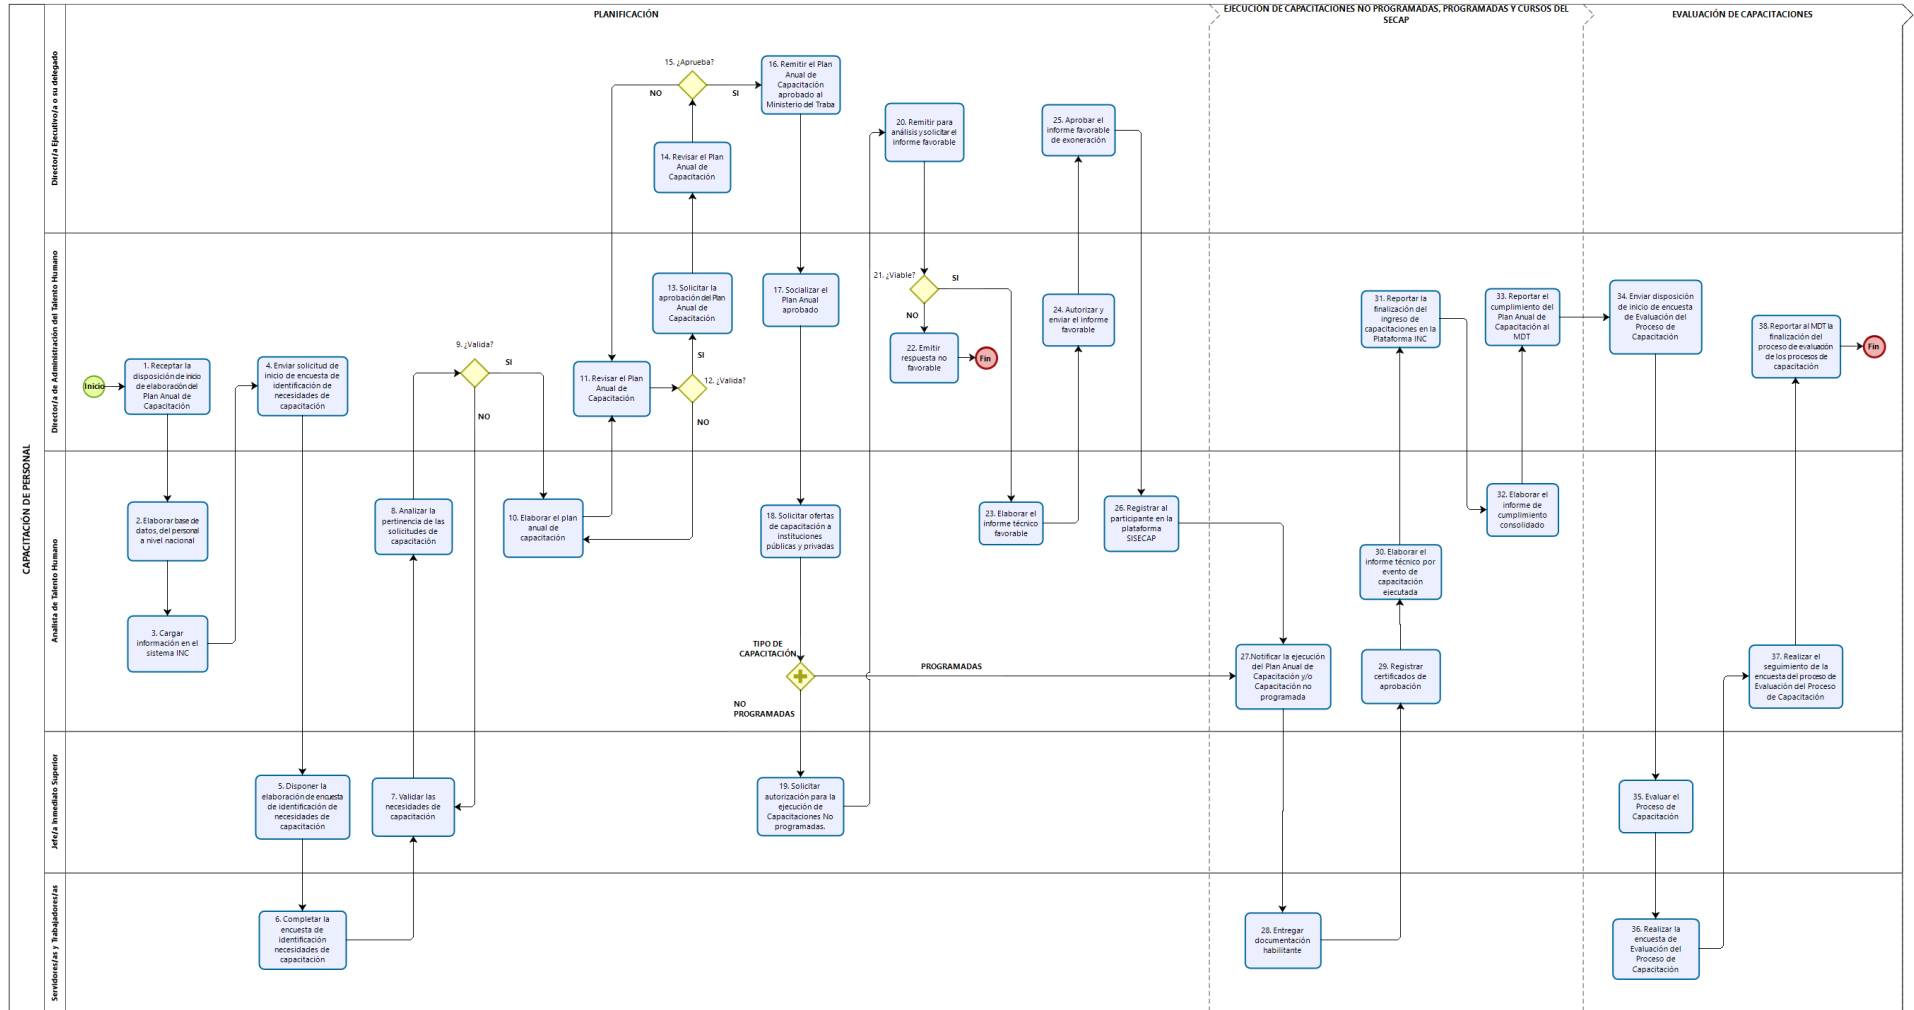 PLANIFICACIÓN
EJECUCIÓN DE CAPACITACIONES NO PROGRAMADAS, PROGRAMADAS Y CURSOS DEL
SECAP
EVALUACIÓN DE CAPACITACIONES
CAPACITACIÓN DE PERSONAL
Director/a Ejecutivo/a o su delegado
15. ¿Aprueba?
NO
SI
16. Remitir el Plan
Anual de
Capacitación
aprobado al
Ministerio del Traba
14. Revisar el Plan
Anual de
Capacitación
20. Remitir para
análisis y solicitar el
informe favorable
25. Aprobar el
informe favorable
de exoneración
Director/a de Administración del Talento Humano
Inicio
1. Receptar la
disposición de inicio
de elaboración del
Plan Anual de
Capacitación
4. Enviar solicitud de
inicio de encuesta de
identificación de
necesidades de
capacitación
9. ¿Valida?
SI
NO
11. Revisar el Plan
Anual de
Capacitación
12. ¿Valida?
SI
NO
13. Solicitar la
aprobación del Plan
Anual de
Capacitación
17. Socializar el
Plan Anual
aprobado
21. ¿Viable?
SI
NO
22. Emitir
respuesta no
favorable
Fin
24. Autorizar y
enviar el informe
favorable
31. Reportar la
finalización del
ingreso de
capacitaciones en la
Plataforma INC
33. Reportar el
cumplimiento del
Plan Anual de
Capacitación al
MDT
34. Enviar disposición
de inicio de encuesta
de Evaluación del
Proceso de
Capacitación
38. Reportar al MDT la
finalización del
proceso de evaluación
de los procesos de
capacitación
Fin
Analista de Talento Humano
2. Elaborar base de
datos, del personal
a nivel nacional
3. Cargar
información en el
sistema INC
8. Analizar la
pertinencia de las
solicitudes de
capacitación
10. Elaborar el plan
anual de
capacitación
18. Solicitar ofertas
de capacitación a
instituciones
públicas y privadas
TIPO DE
CAPACITACIÓN
PROGRAMADAS
NO
PROGRAMADAS
23. Elaborar el
informe técnico
favorable
26. Registrar al
participante en la
plataforma
SISECAP
27.Notificar la ejecución
del Plan Anual de
Capacitación y/o
Capacitación no
programada
29. Registrar
certificados de
aprobación
30. Elaborar el
informe técnico por
evento de
capacitación
ejecutada
32. Elaborar el
informe de
cumplimiento
consolidado
37. Realizar el
seguimiento de la
encuesta del proceso de
Evaluación del Proceso
de Capacitación
Jefe/a Inmediato Superior
5. Disponer la
elaboración de encuesta
de identificación de
necesidades de
capacitación
7. Validar las
necesidades de
capacitación
19. Solicitar
autorización para la
ejecución de
Capacitaciones No
programadas.
35. Evaluar el
Proceso de
Capacitación
Servidores/as y Trabajadores/as
6. Completar la
encuesta de
identificación
necesidades de
capacitación
28. Entregar
documentación
habilitante
36. Realizar la
encuesta de
Evaluación del
Proceso de
Capacitación